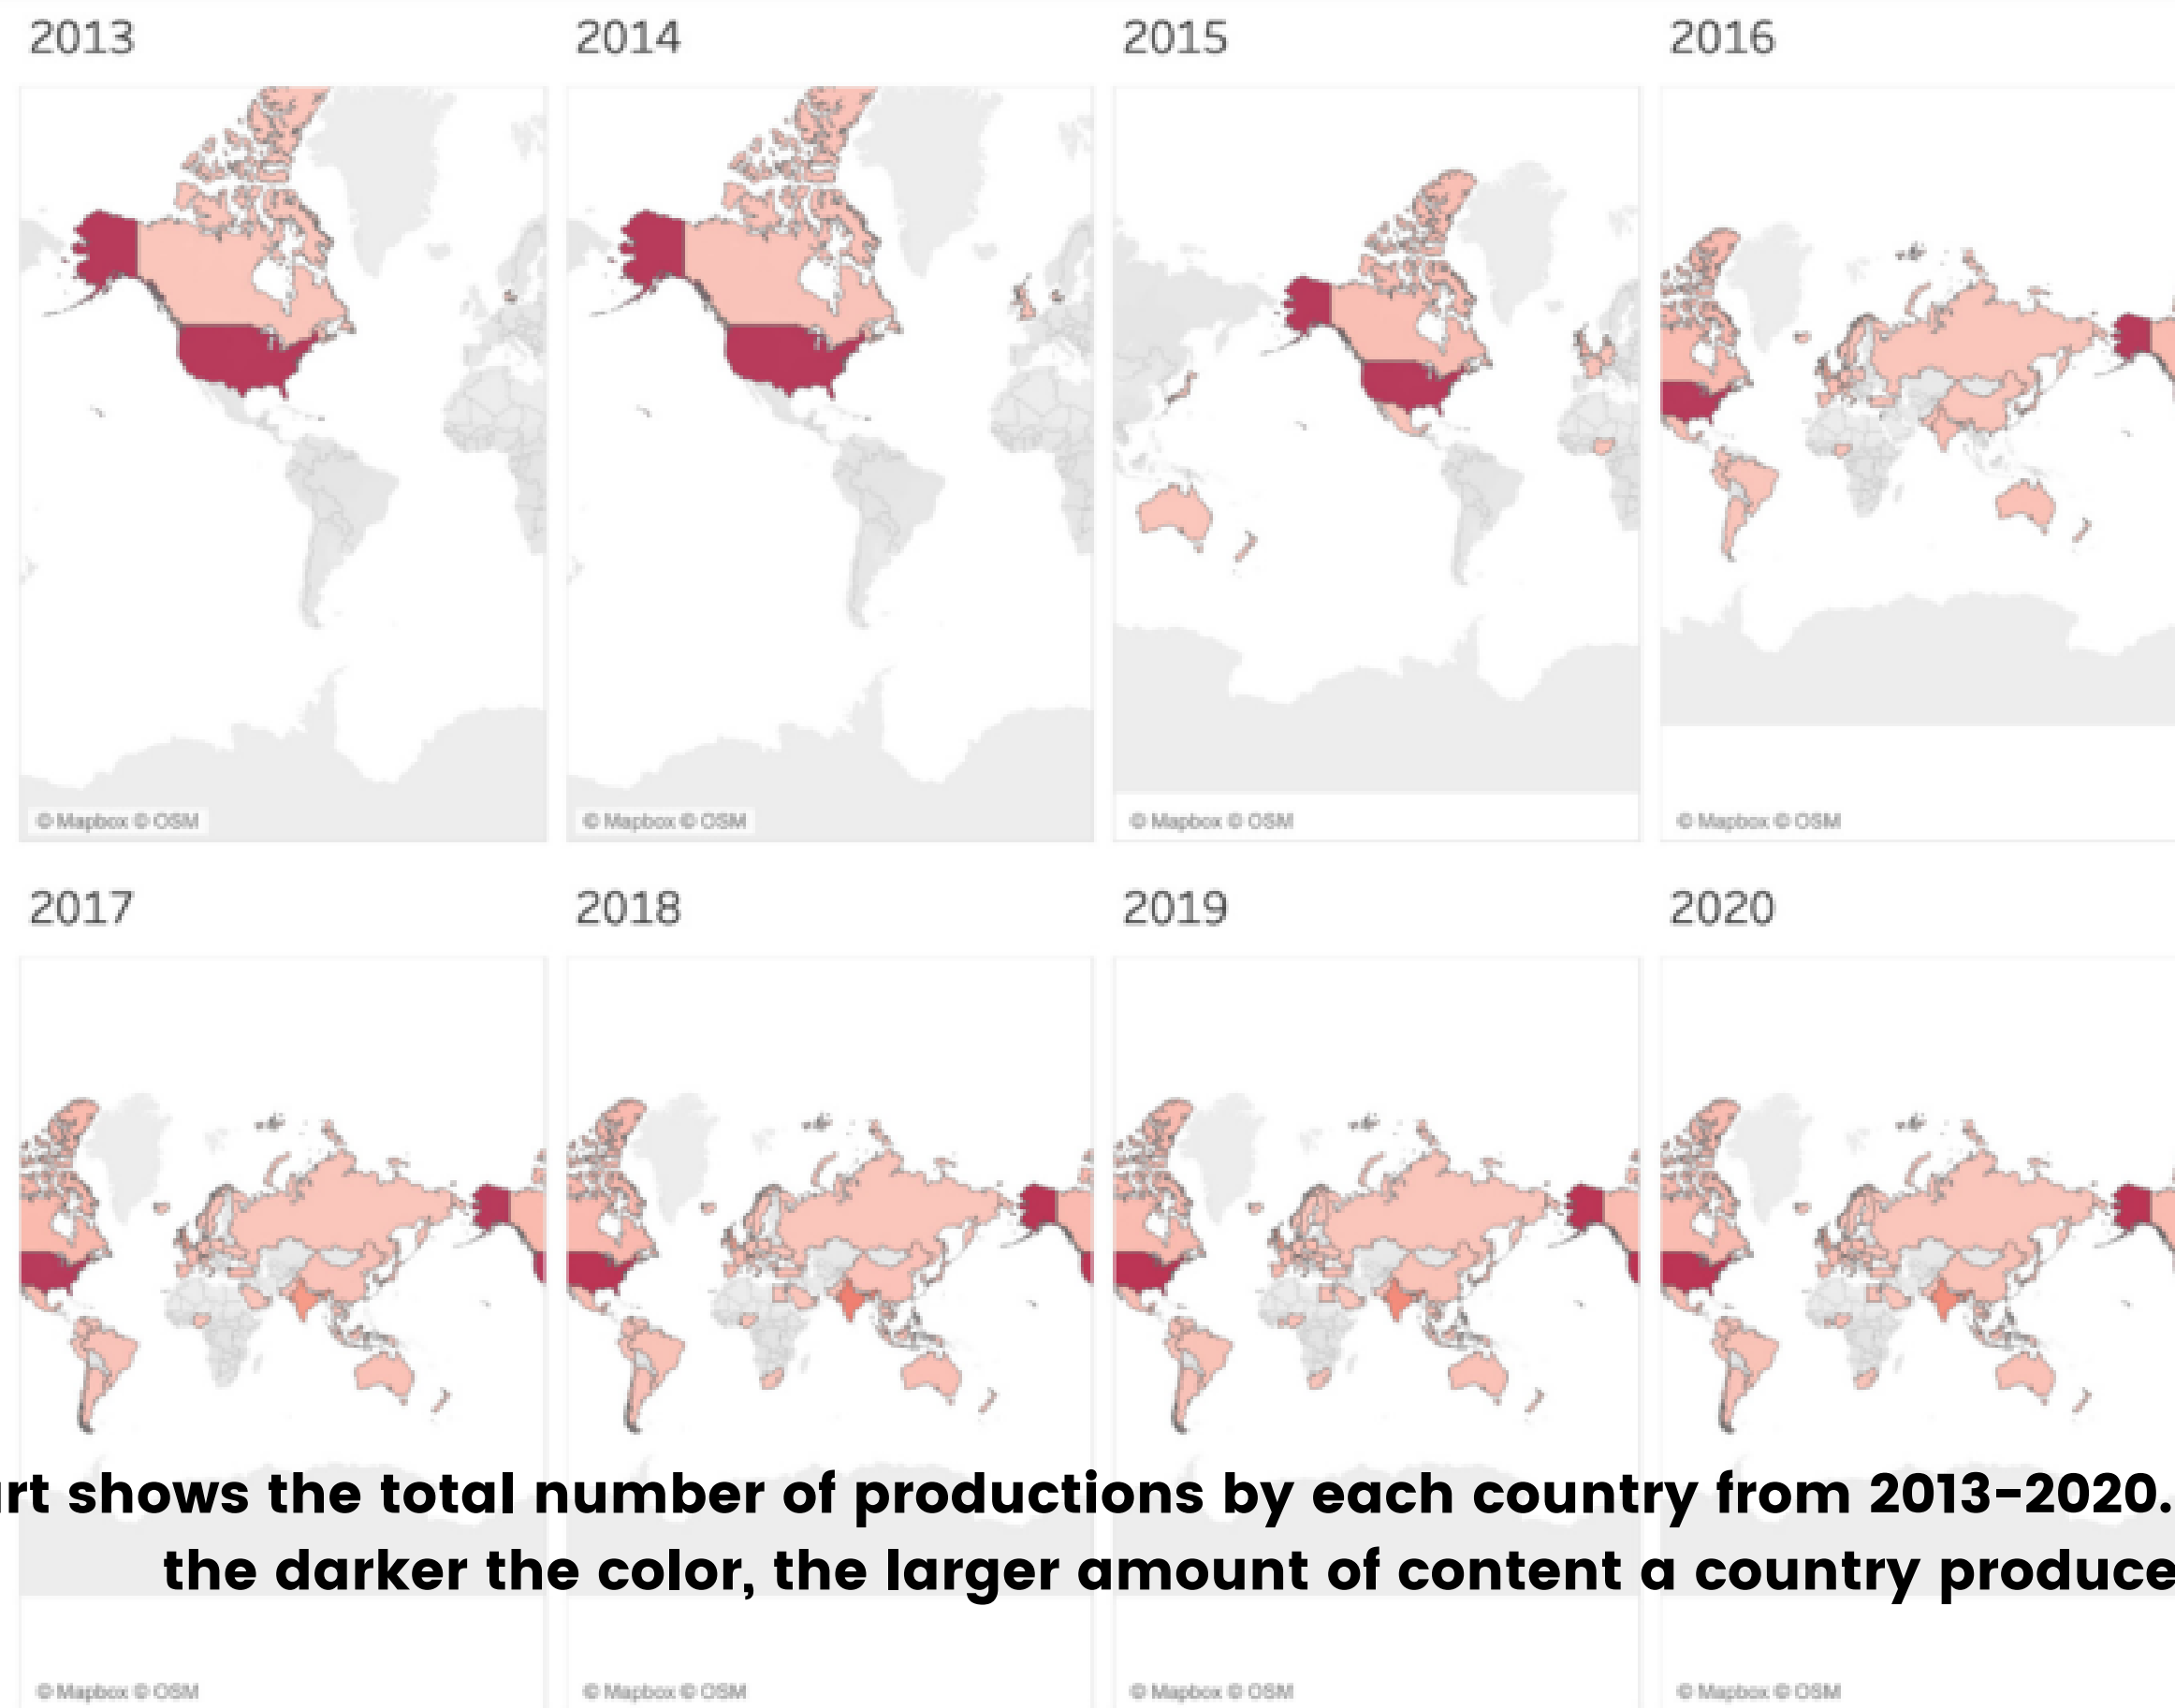 2013 2014 2015 2016
© Mapbox © OSM © Mapbox © OSM © Mapbox © OSM © Mapbox © OSM
2017 2018 2019 2020
rt shows the total number of productions by each country from 2013-2020.
the darker the color, the larger amount of content a country produce
© Mapbox © OSM © Mapbox © OSM © Mapbox © OSM © Mapbox © OSM